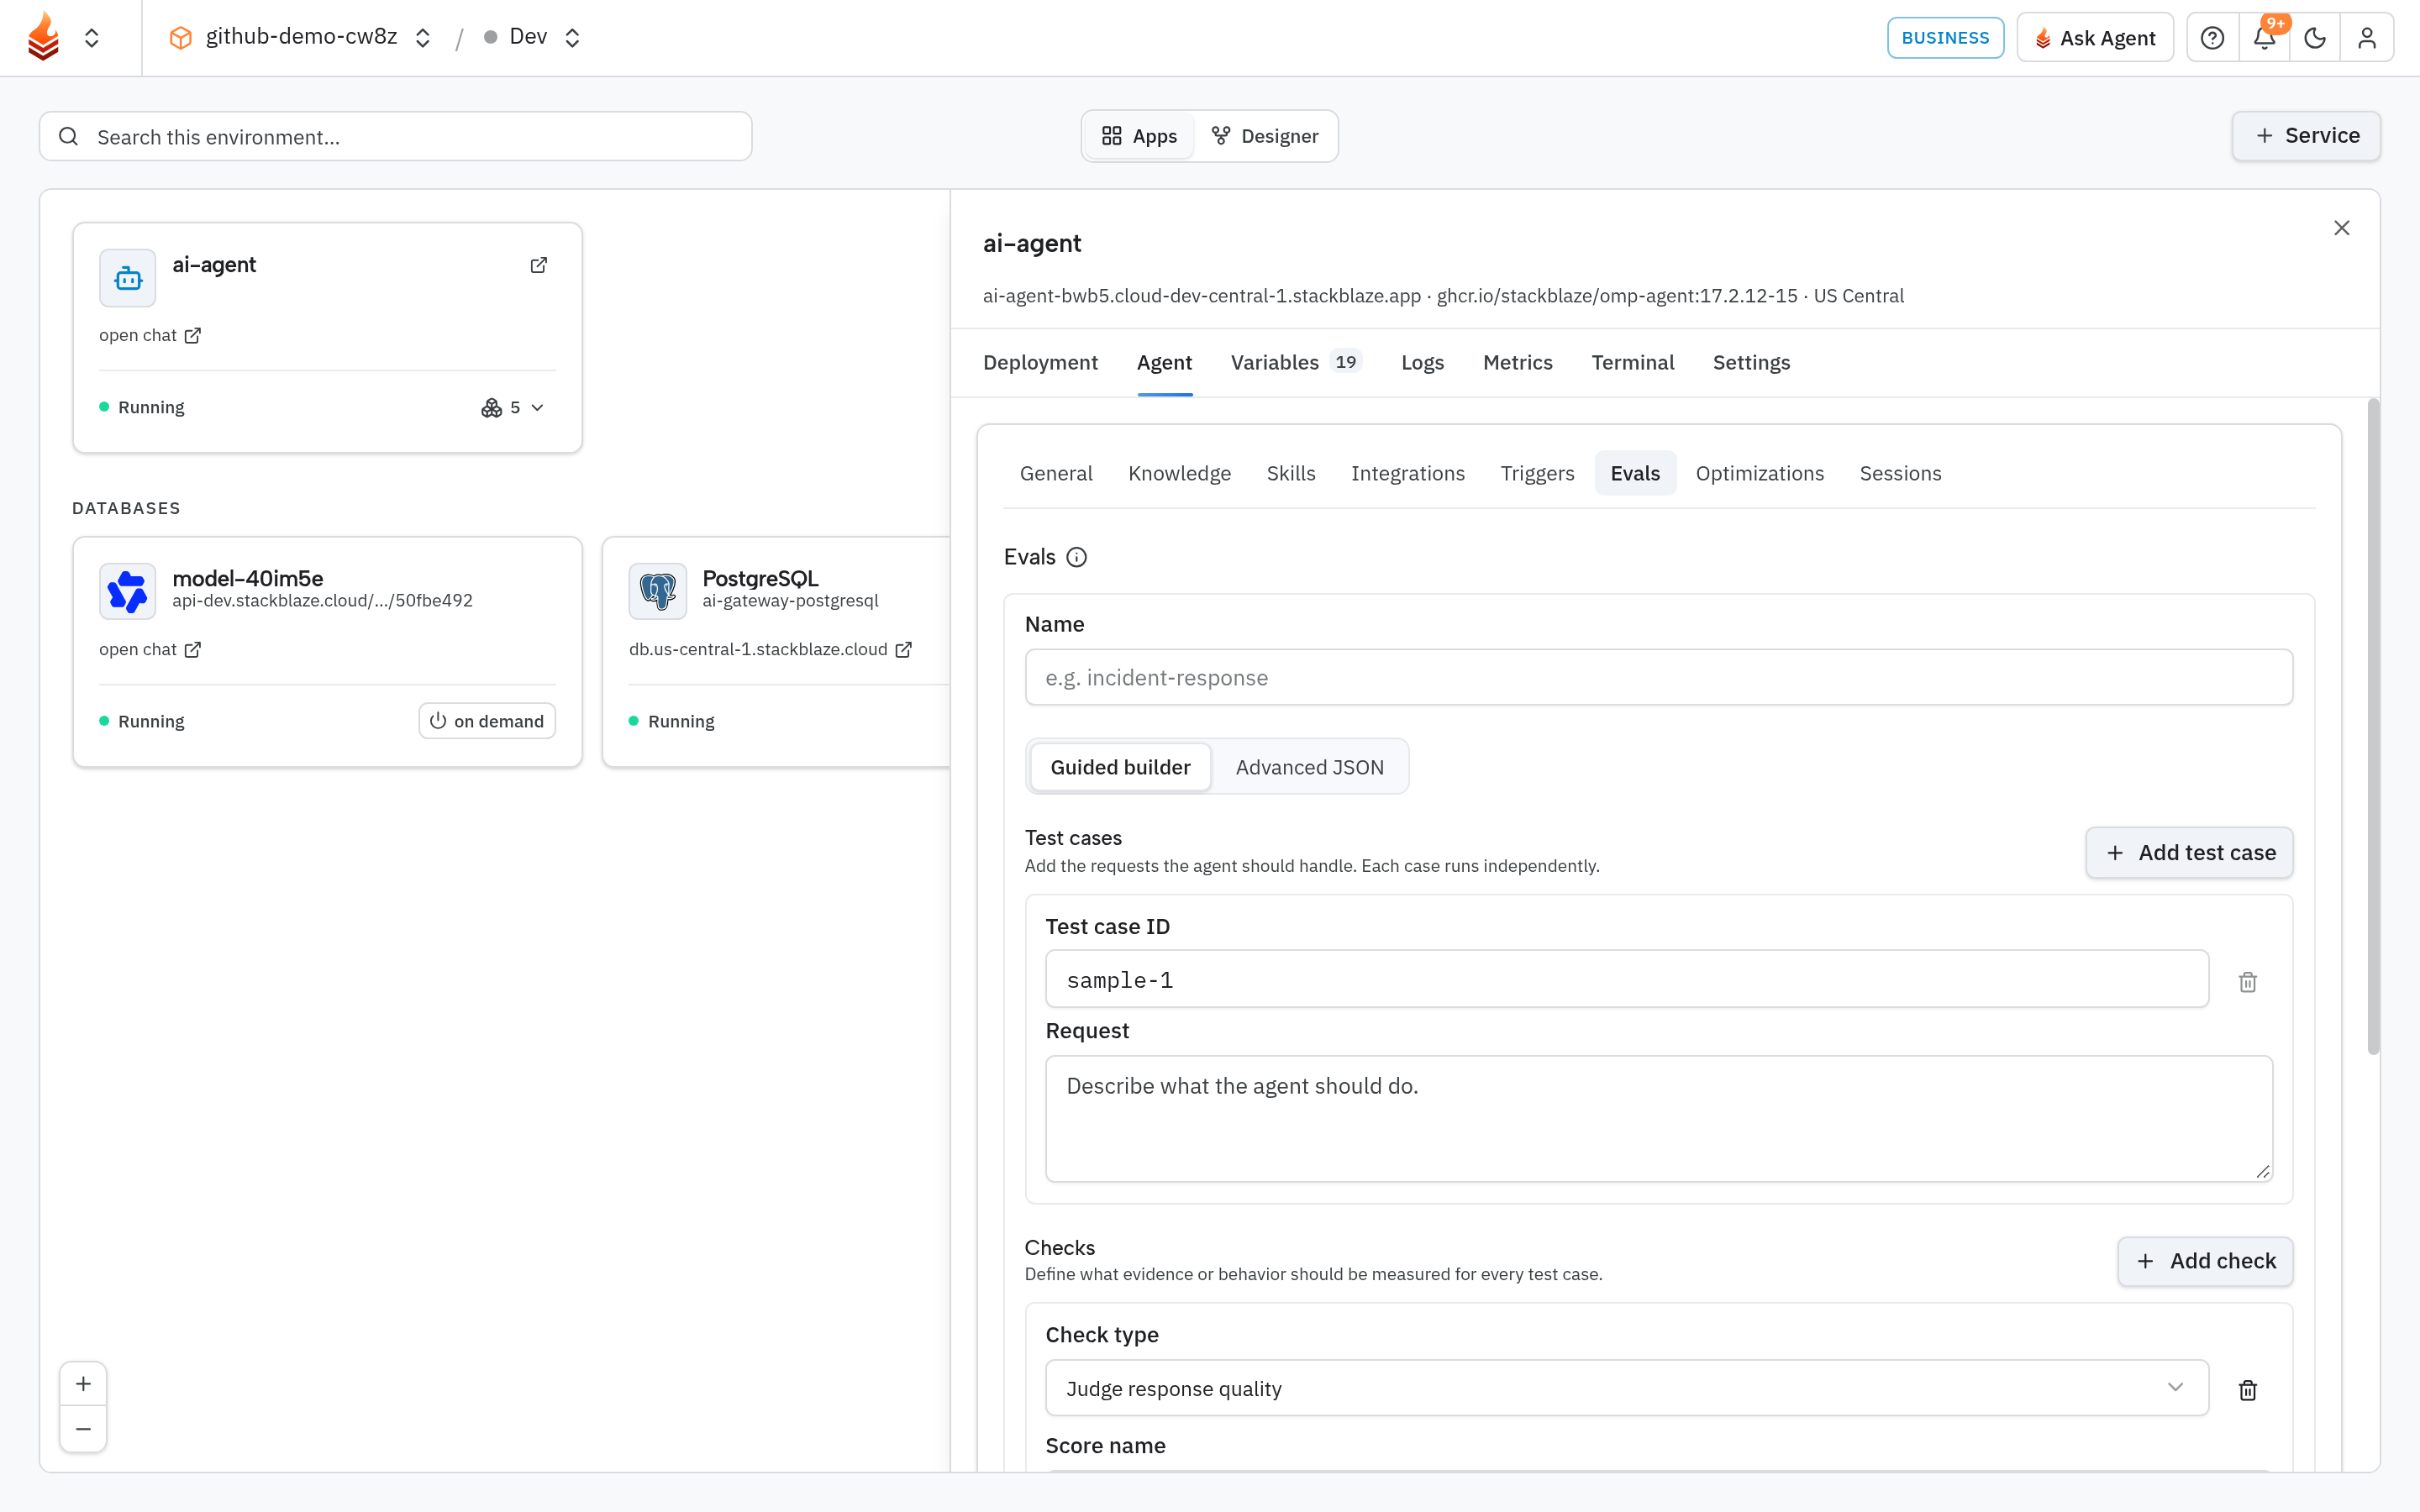 github-demo-cw8z / Dev
BUSINESS
Ask Agent
9+
Search this environment...
Apps
Designer
+ Service
ai-agent
open chat
Running
5
DATABASES
model-40im5e
api-dev.stackblaze.cloud/.../50fbe492
open chat
Running
on demand
PostgreSQL
ai-gateway-postgresql
db.us-central-1.stackblaze.cloud
Running
ai-agent
ai-agent-bwb5.cloud-dev-central-1.stackblaze.app · ghcr.io/stackblaze/omp-agent:17.2.12-15 · US Central
Deployment Agent Variables 19 Logs Metrics Terminal Settings
General Knowledge Skills Integrations Triggers Evals Optimizations Sessions
Evals
Name
e.g. incident-response
Guided builder Advanced JSON
Test cases
Add the requests the agent should handle. Each case runs independently.
+ Add test case
Test case ID
sample-1
Request
Describe what the agent should do.
Checks
Define what evidence or behavior should be measured for every test case.
+ Add check
Check type
Judge response quality
Score name